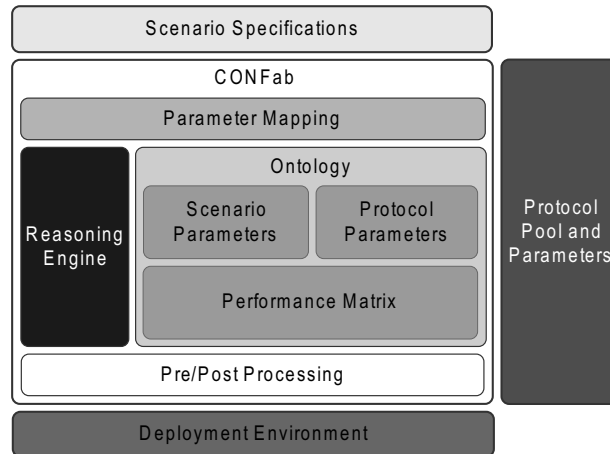 Scenario Specifications
CONFab
Parameter Mapping
Reasoning
Engine
Ontology
Scenario
Parameters
Protocol
Parameters
Performance Matrix
Pre/Post Processing
Protocol
Pool and
Parameters
Deployment Environment